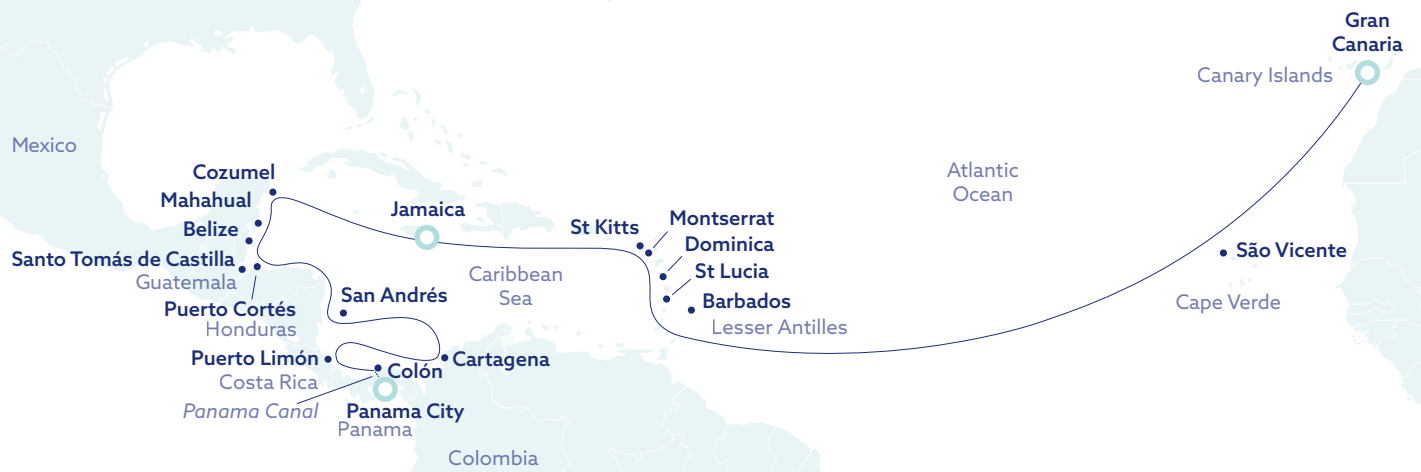 Gran
Canaria
Canary Islands
Mexico
Atlantic
Ocean
Cozumel
Mahahual
Belize
Santo Tomás de Castilla
Guatemala
Puerto Cortés
Honduras
Jamaica
Caribbean
Sea
St Kitts
Montserrat
Dominica
St Lucia
Barbados
Lesser Antilles
São Vicente
Cape Verde
San Andrés
Puerto Limón
Costa Rica
Panama Canal
Colón
Cartagena
Panama City
Panama
Colombia